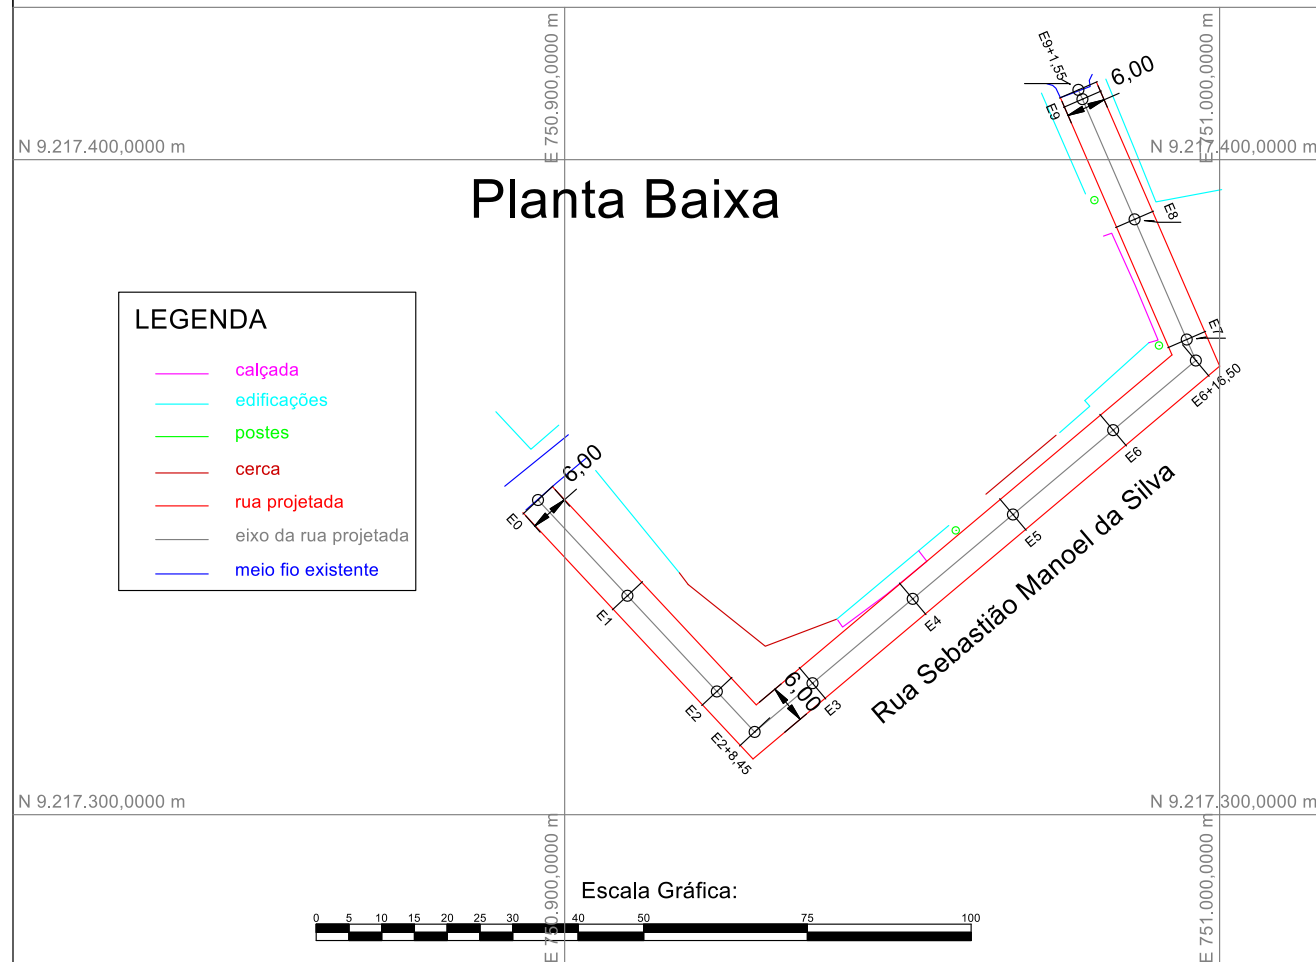 E 750.900,0000 m
E 751.000,0000 m
E9+1,55
6,00
E9
N 9.217.400,0000 m
N 9.217.400,0000 m
Planta Baixa
E8
LEGENDA
calçada
edificações
postes
cerca
rua projetada
eixo da rua projetada
meio fio existente
E7
E6+16,50
E6
6,00
E0
E5
Rua Sebastião Manoel da Silva
E1
E4
E2
6,00
E3
E2+8,45
N 9.217.300,0000 m
N 9.217.300,0000 m
E 750.900,0000 m
E 751.000,0000 m
Escala Gráfica:
0 5 10 15 20 25 30 40 50 75 100